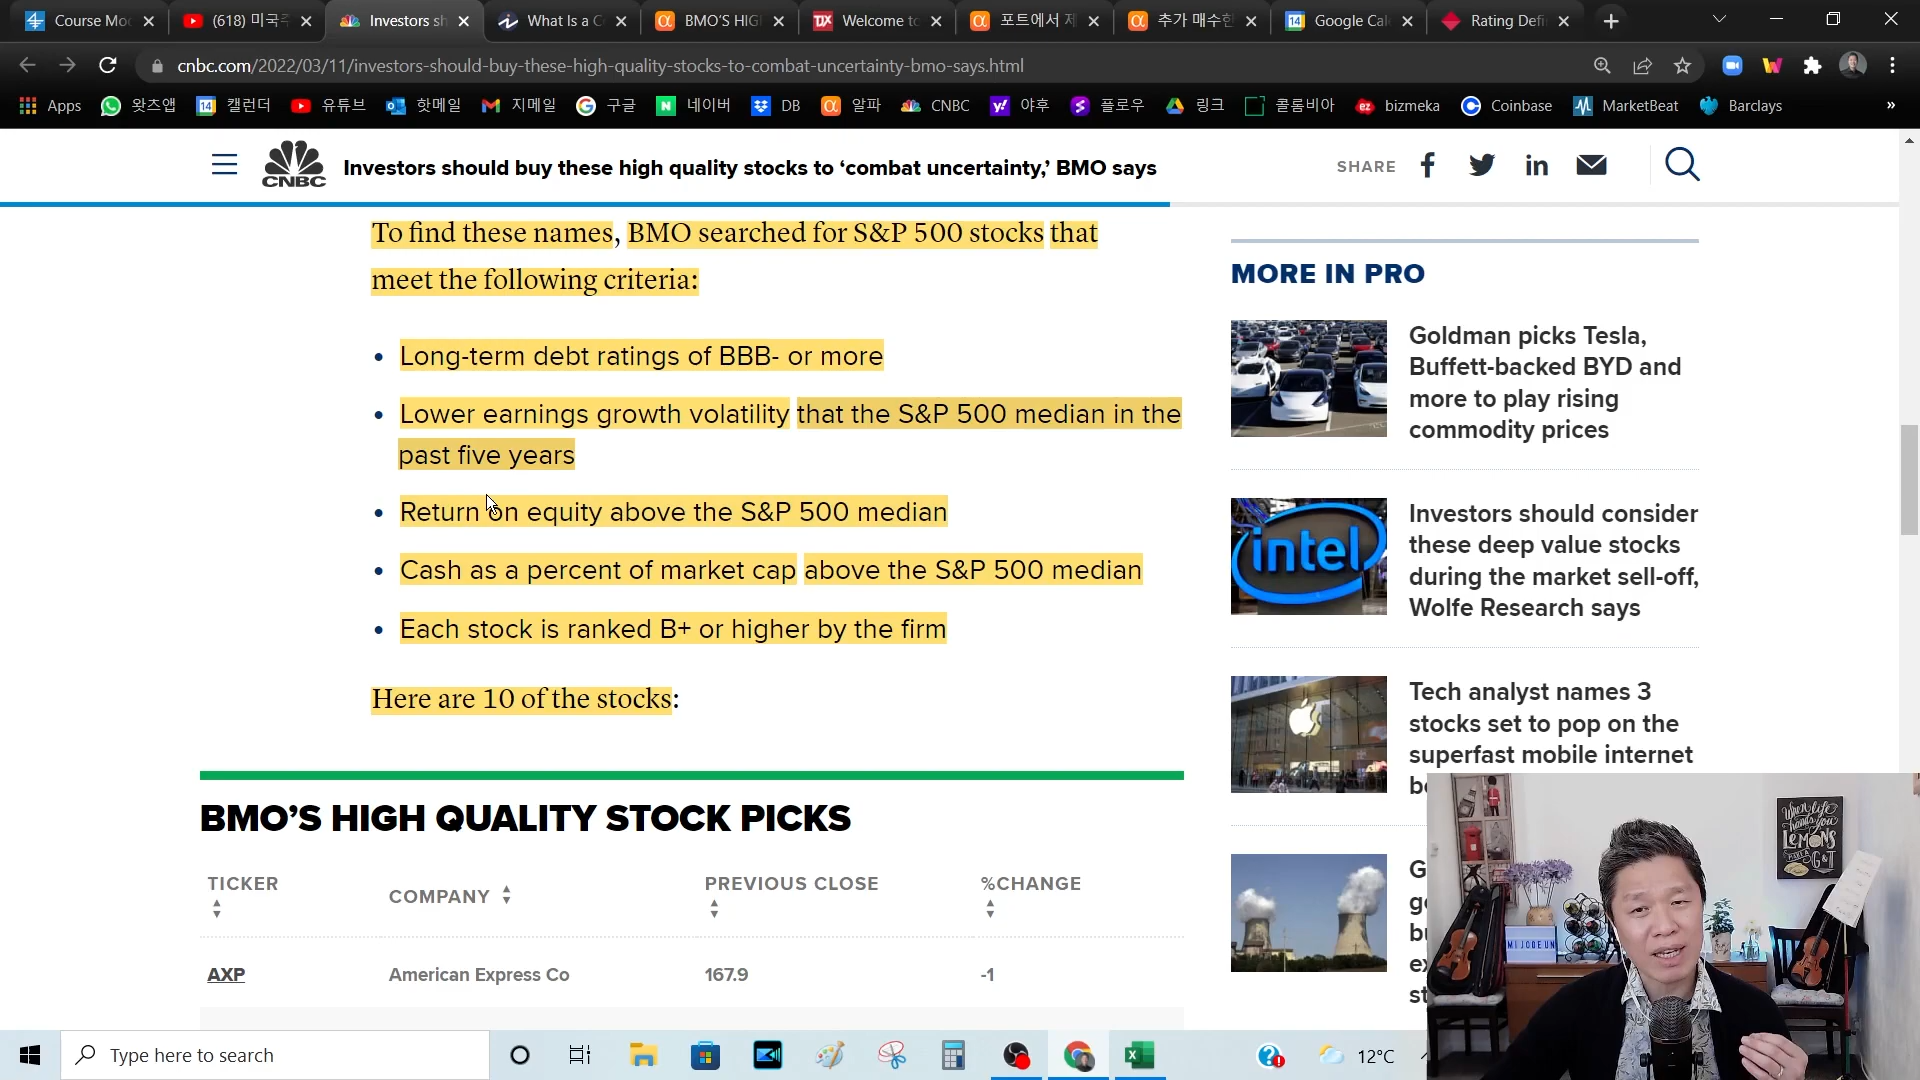 Course Mo
(618) 미국주
Investors sh
What Is a C
BMO'S HIG
TDX
Welcome to
포트에서 제
추가 매수한
14
Google Cal
Rating Defi
cnbc.com/2022/03/11/investors-should-buy-these-high-quality-stocks-to-combat-uncertainty-bmo-says.html
Apps
왓츠앱
14
캘린더
유튜브
핫메일
지메일
구글
네이버
DB
알파
CNBC
야후
플로우
링크
콜롬비아
ez
bizmeka
Coinbase
MarketBeat
Barclays
»
CNBC
Investors should buy these high quality stocks to ‘combat uncertainty,’ BMO says
SHARE
To find these names, BMO searched for S&P 500 stocks that
meet the following criteria:
• Long-term debt ratings of BBB- or more
• Lower earnings growth volatility that the S&P 500 median in the
past five years
• Return on equity above the S&P 500 median
• Cash as a percent of market cap above the S&P 500 median
• Each stock is ranked B+ or higher by the firm
Here are 10 of the stocks:
BMO’S HIGH QUALITY STOCK PICKS
TICKER
COMPANY
PREVIOUS CLOSE
%CHANGE
AXP
American Express Co
167.9
-1
MORE IN PRO
Goldman picks Tesla,
Buffett-backed BYD and
more to play rising
commodity prices
intel
Investors should consider
these deep value stocks
during the market sell-off,
Wolfe Research says
Tech analyst names 3
stocks set to pop on the
superfast mobile internet
When life
hands you
LEMONS
G&T
MIJOOEUN
Type here to search
12°C